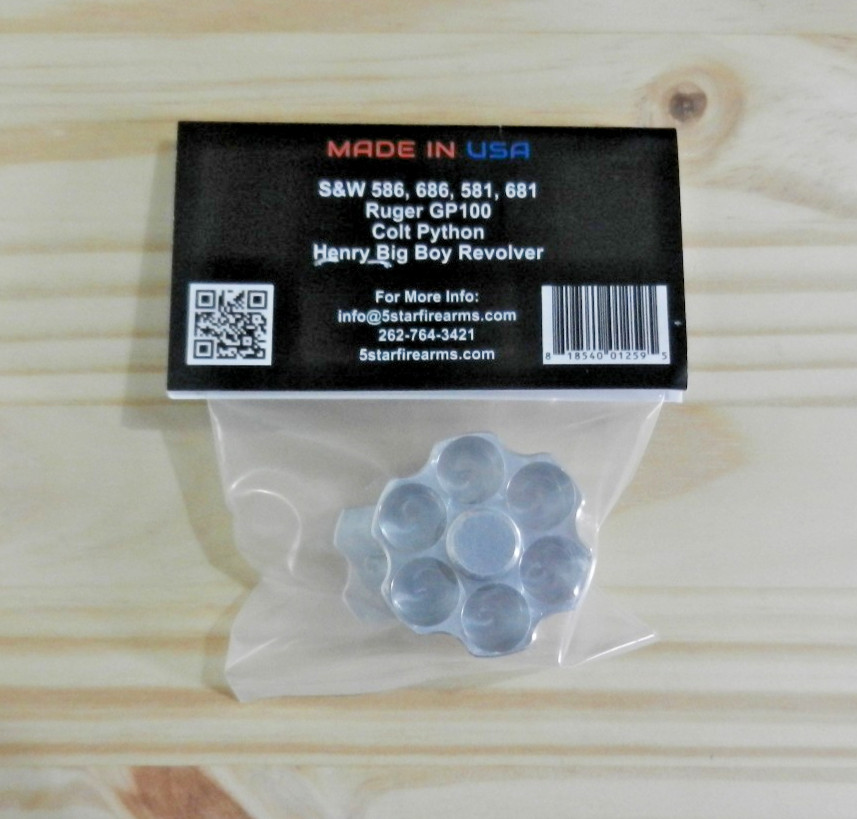 MADE IN USA
S&W 586, 686, 581, 681
Ruger GP100
Colt Python
Henry Big Boy Revolver
For More Info:
info@5starfirearms.com
262-764-3421
5starfirearms.com
8 18540 01259 5